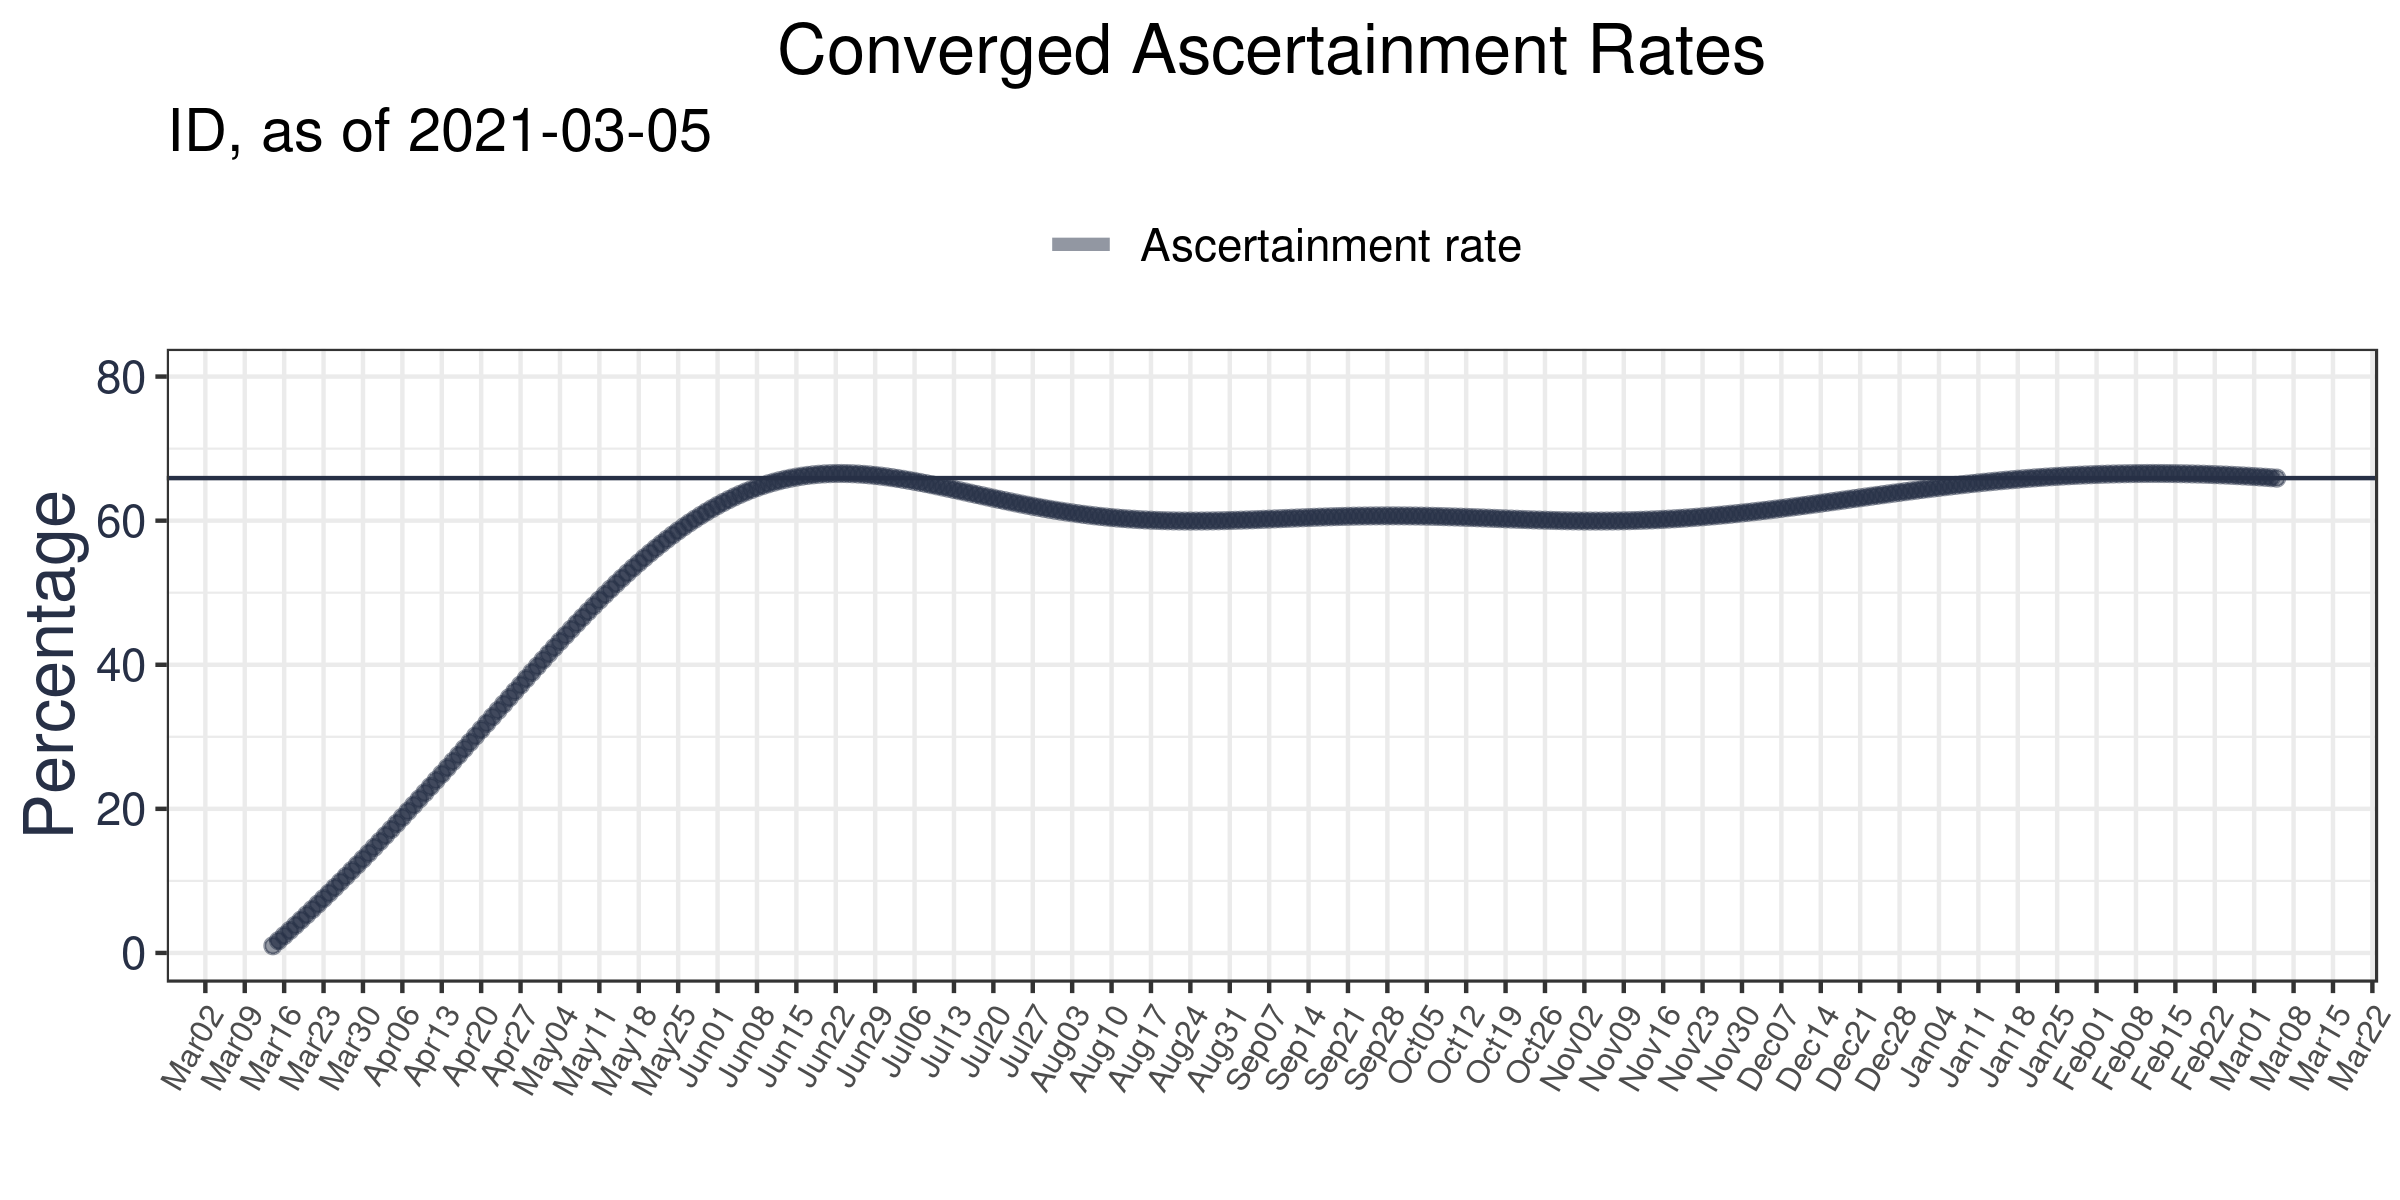 Converged Ascertainment Rates
ID, as of 2021-03-05
Ascertainment rate
Percentage
80
60
40
20
0
Mar02 Mar09 Mar16 Mar23 Mar30 Apr06 Apr13 Apr20 Apr27 May04 May11 May18 May25 Jun01 Jun08 Jun15 Jun22 Jun29 Jul06 Jul13 Jul20 Jul27 Aug03 Aug10 Aug17 Aug24 Aug31 Sep07 Sep14 Sep21 Sep28 Oct05 Oct12 Oct19 Oct26 Nov02 Nov09 Nov16 Nov23 Nov30 Dec07 Dec14 Dec21 Dec28 Jan04 Jan11 Jan18 Jan25 Feb01 Feb08 Feb15 Feb22 Mar01 Mar08 Mar15 Mar22